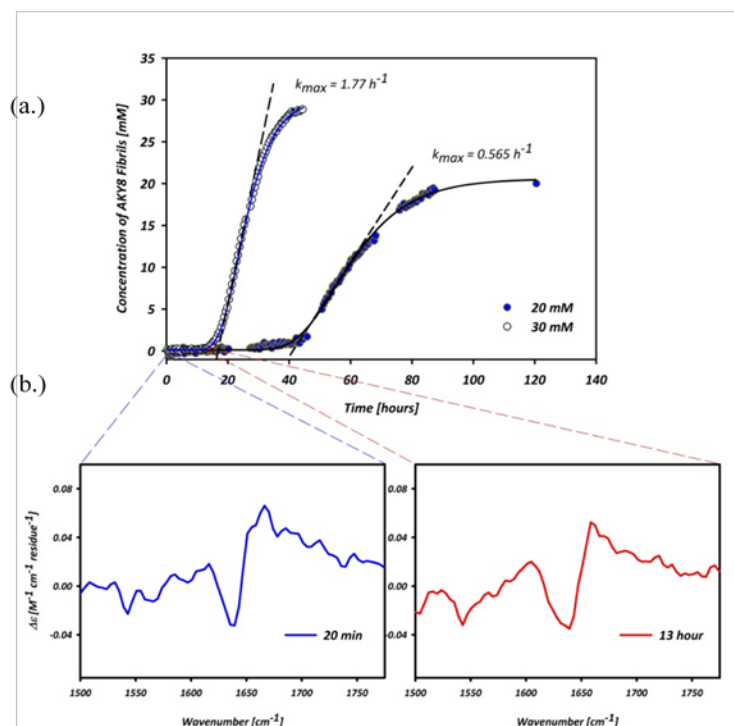 (a.)
Concentration of AKY8 Fibrils [mM]
35
30
25
20
15
10
5
0
k_max = 1.77 h^-1
k_max = 0.565 h^-1
20 mM
30 mM
0 20 40 60 80 100 120 140
Time [hours]
(b.)
Δε [M^-1 cm^-1 residue^-1]
0.08
0.04
0.00
-0.04
20 min
1500 1550 1600 1650 1700 1750
Wavenumber [cm^-1]
0.08
0.04
0.00
-0.04
13 hour
1500 1550 1600 1650 1700 1750
Wavenumber [cm^-1]